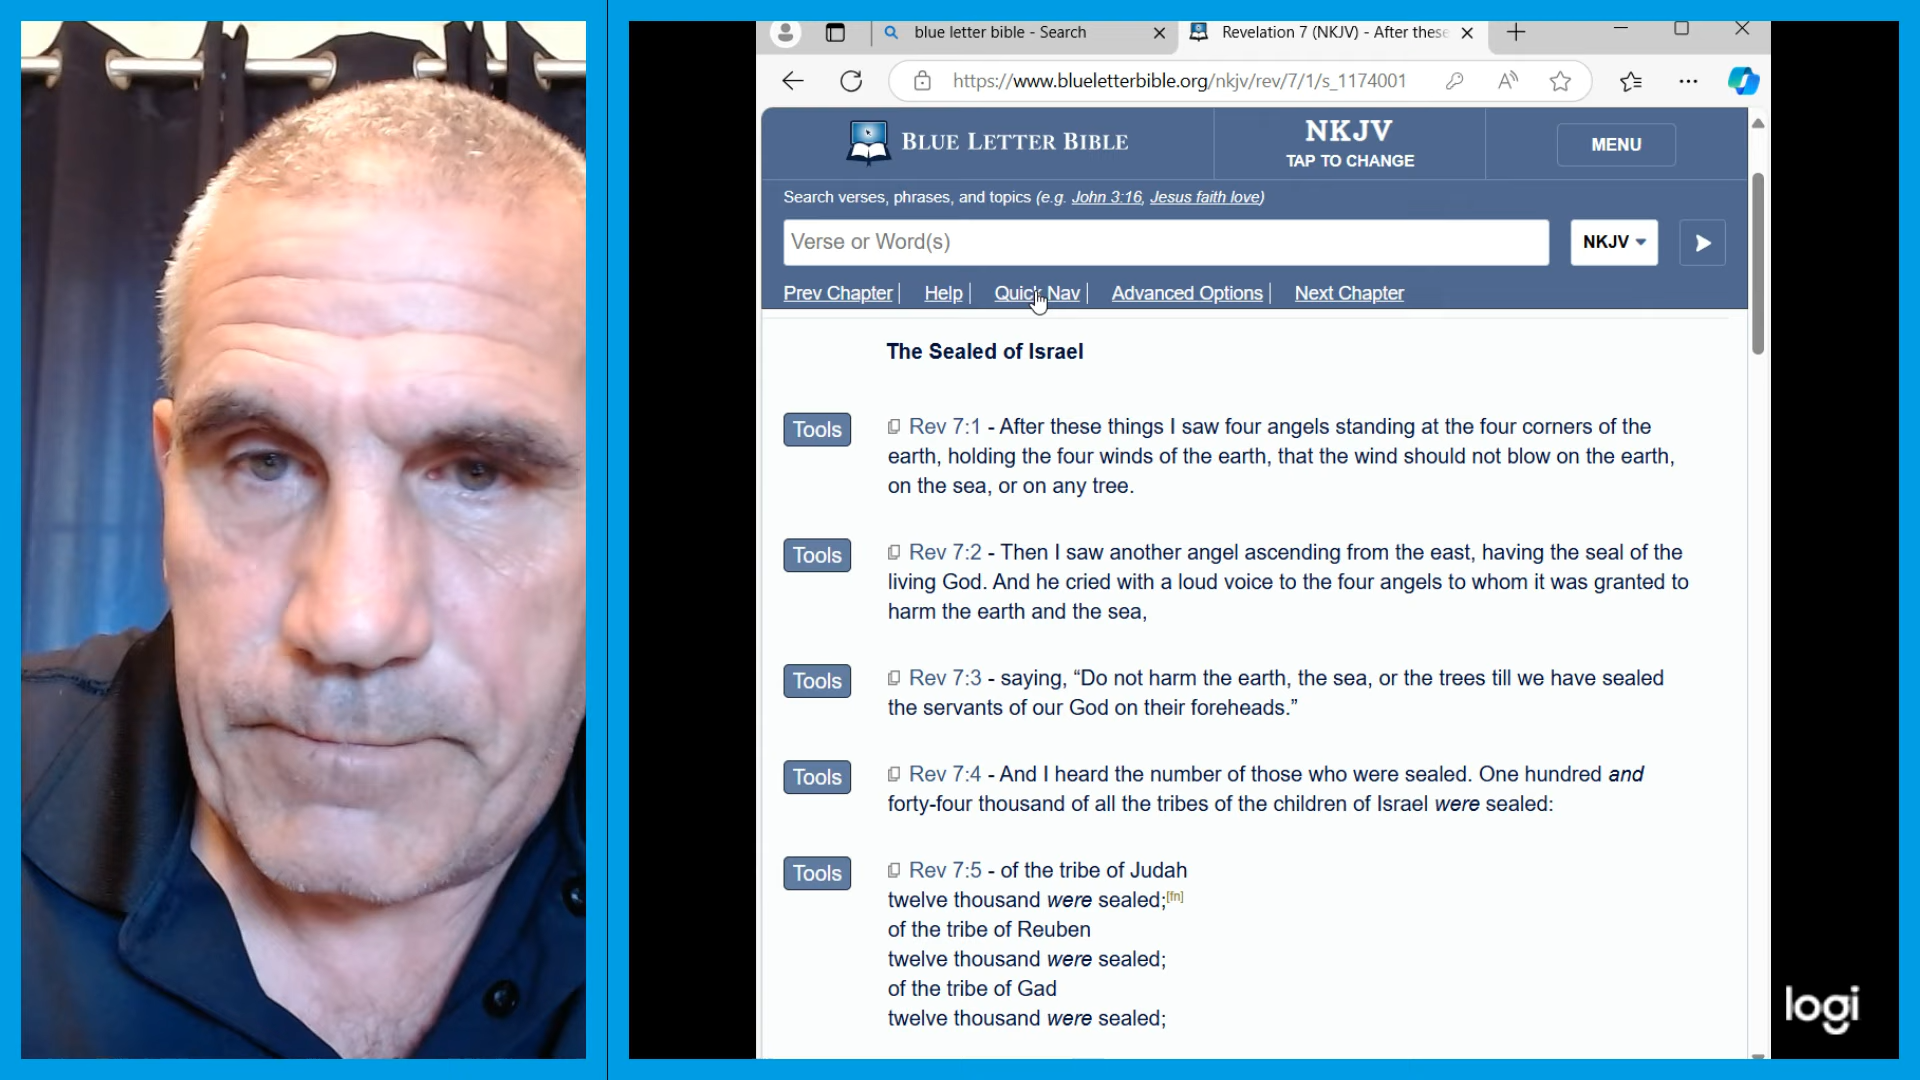 blue letter bible - Search
Revelation 7 (NKJV) - After these
https://www.blueletterbible.org/nkjv/rev/7/1/s_1174001
BLUE LETTER BIBLE
NKJV
TAP TO CHANGE
MENU
Search verses, phrases, and topics (e.g. John 3:16, Jesus faith love)
Verse or Word(s)
NKJV
Prev Chapter | Help | Quick Nav | Advanced Options | Next Chapter
The Sealed of Israel
Tools
Rev 7:1 - After these things I saw four angels standing at the four corners of the
earth, holding the four winds of the earth, that the wind should not blow on the earth,
on the sea, or on any tree.
Tools
Rev 7:2 - Then I saw another angel ascending from the east, having the seal of the
living God. And he cried with a loud voice to the four angels to whom it was granted to
harm the earth and the sea,
Tools
Rev 7:3 - saying, “Do not harm the earth, the sea, or the trees till we have sealed
the servants of our God on their foreheads.”
Tools
Rev 7:4 - And I heard the number of those who were sealed. One hundred and
forty-four thousand of all the tribes of the children of Israel were sealed:
Tools
Rev 7:5 - of the tribe of Judah
twelve thousand were sealed;[fn]
of the tribe of Reuben
twelve thousand were sealed;
of the tribe of Gad
twelve thousand were sealed;
logi